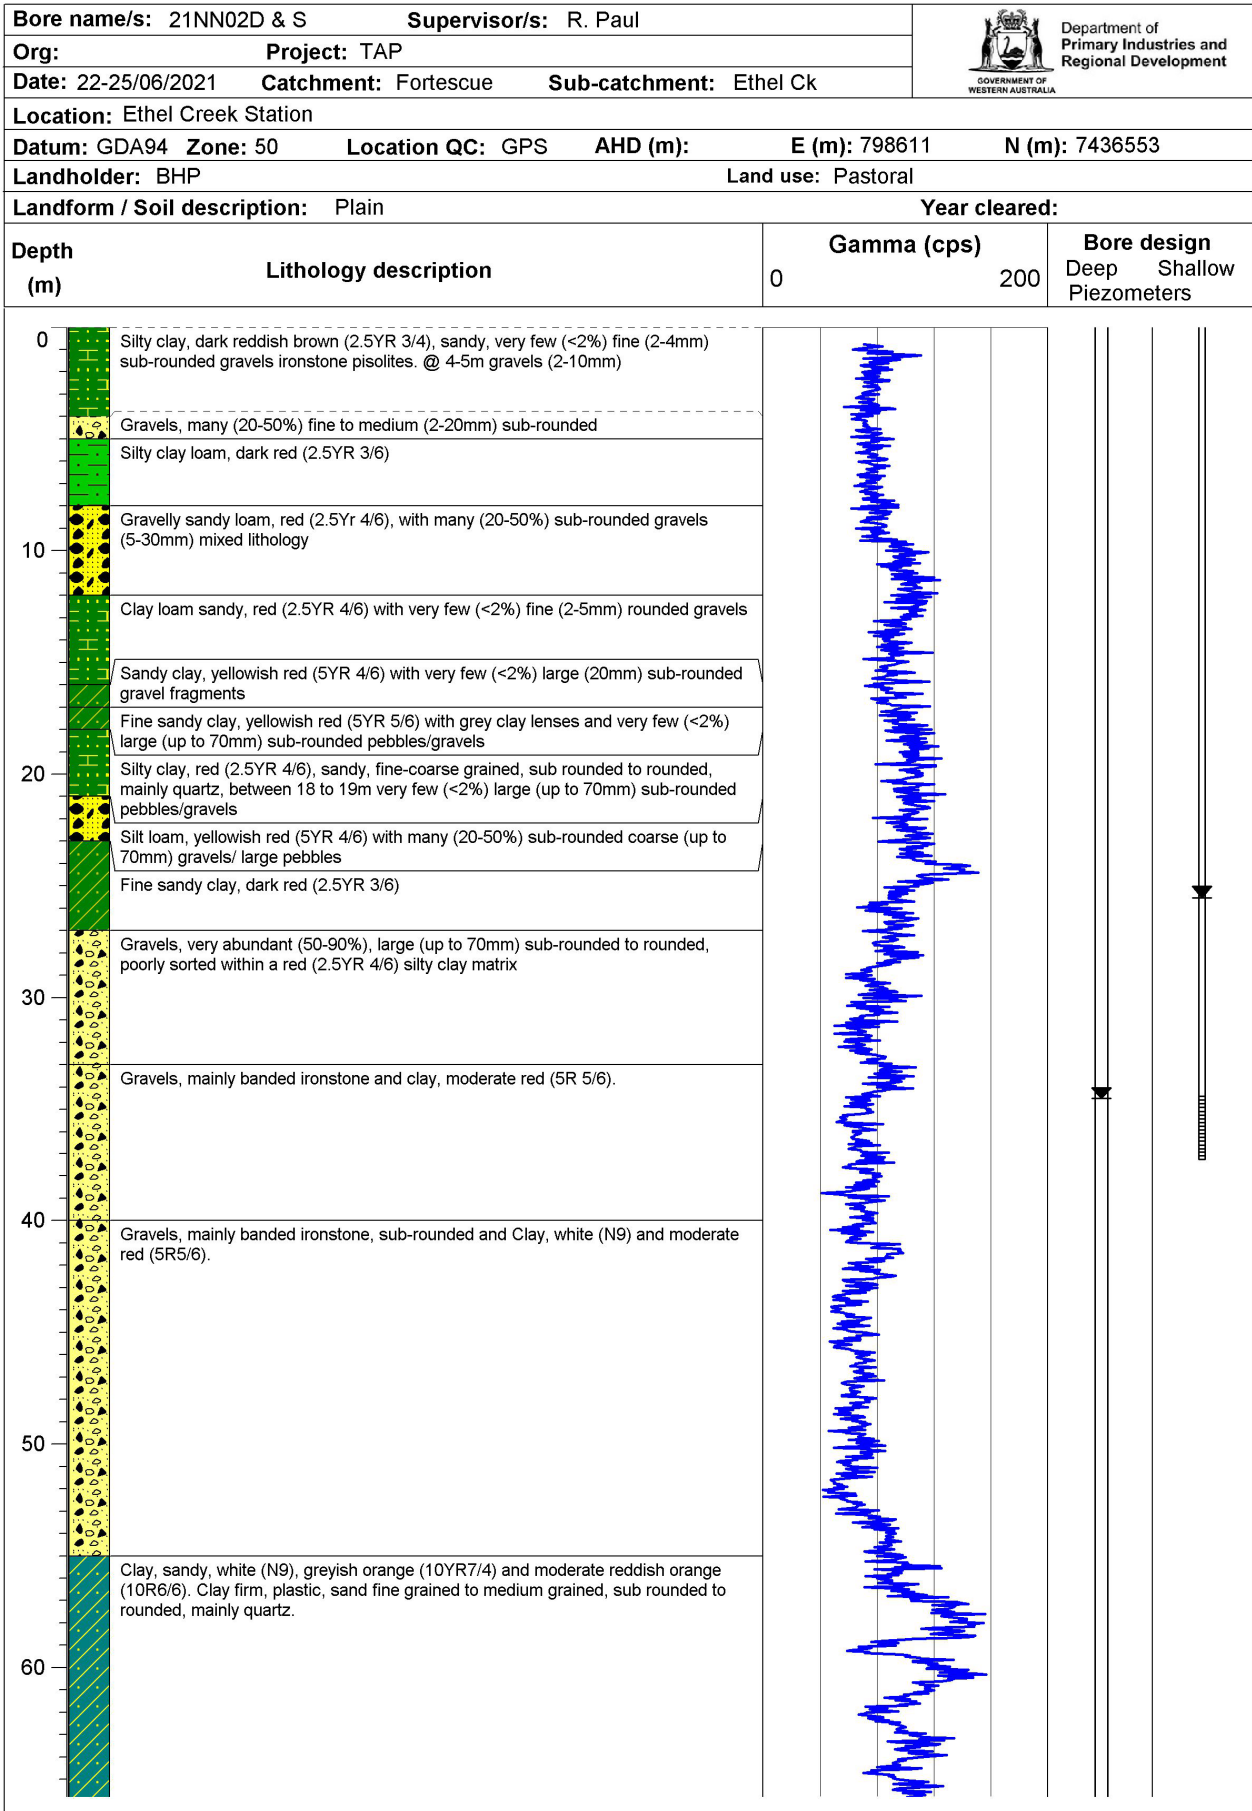 Bore name/s: 21NN02D & S Supervisor/s: R. Paul
Org: Project: TAP
Date: 22-25/06/2021 Catchment: Fortescue Sub-catchment: Ethel Ck
GOVERNMENT OF
WESTERN AUSTRALIA
Department of
Primary Industries and
Regional Development
Location: Ethel Creek Station
Datum: GDA94 Zone: 50 Location QC: GPS AHD (m): E (m): 798611 N (m): 7436553
Landholder: BHP Land use: Pastoral
Landform / Soil description: Plain Year cleared:
Depth
(m)
Lithology description
Gamma (cps)
0 200
Bore design
Deep Shallow
Piezometers
0
Silty clay, dark reddish brown (2.5YR 3/4), sandy, very few (<2%) fine (2-4mm)
sub-rounded gravels ironstone pisolites. @ 4-5m gravels (2-10mm)
Gravels, many (20-50%) fine to medium (2-20mm) sub-rounded
Silty clay loam, dark red (2.5YR 3/6)
Gravelly sandy loam, red (2.5Yr 4/6), with many (20-50%) sub-rounded gravels
(5-30mm) mixed lithology
10
Clay loam sandy, red (2.5YR 4/6) with very few (<2%) fine (2-5mm) rounded gravels
Sandy clay, yellowish red (5YR 4/6) with very few (<2%) large (20mm) sub-rounded
gravel fragments
Fine sandy clay, yellowish red (5YR 5/6) with grey clay lenses and very few (<2%)
large (up to 70mm) sub-rounded pebbles/gravels
20
Silty clay, red (2.5YR 4/6), sandy, fine-coarse grained, sub rounded to rounded,
mainly quartz, between 18 to 19m very few (<2%) large (up to 70mm) sub-rounded
pebbles/gravels
Silt loam, yellowish red (5YR 4/6) with many (20-50%) sub-rounded coarse (up to
70mm) gravels/ large pebbles
Fine sandy clay, dark red (2.5YR 3/6)
Gravels, very abundant (50-90%), large (up to 70mm) sub-rounded to rounded,
poorly sorted within a red (2.5YR 4/6) silty clay matrix
30
Gravels, mainly banded ironstone and clay, moderate red (5R 5/6).
40
Gravels, mainly banded ironstone, sub-rounded and Clay, white (N9) and moderate
red (5R5/6).
50
Clay, sandy, white (N9), greyish orange (10YR7/4) and moderate reddish orange
(10R6/6). Clay firm, plastic, sand fine grained to medium grained, sub rounded to
rounded, mainly quartz.
60